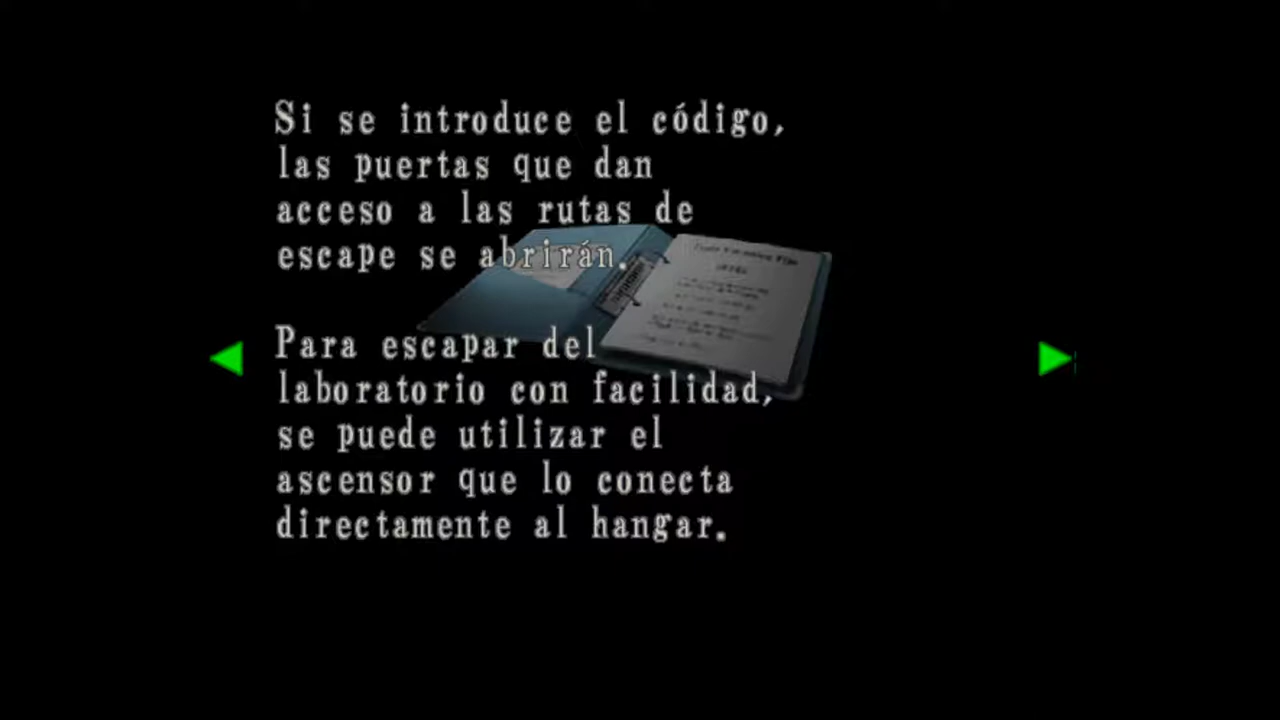 Si se introduce el código,
las puertas que dan
acceso a las rutas de
escape se abrirán.
Para escapar del
laboratorio con facilidad,
se puede utilizar el
ascensor que lo conecta
directamente al hangar.